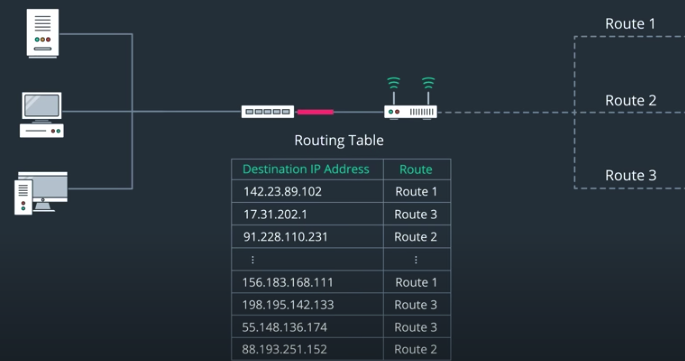 Route 1
Route 2
Route 3
Routing Table
Destination IP Address Route
142.23.89.102 Route 1
17.31.202.1 Route 3
91.228.110.231 Route 2
⋮ ⋮
156.183.168.111 Route 1
198.195.142.133 Route 3
55.148.136.174 Route 3
88.193.251.152 Route 2